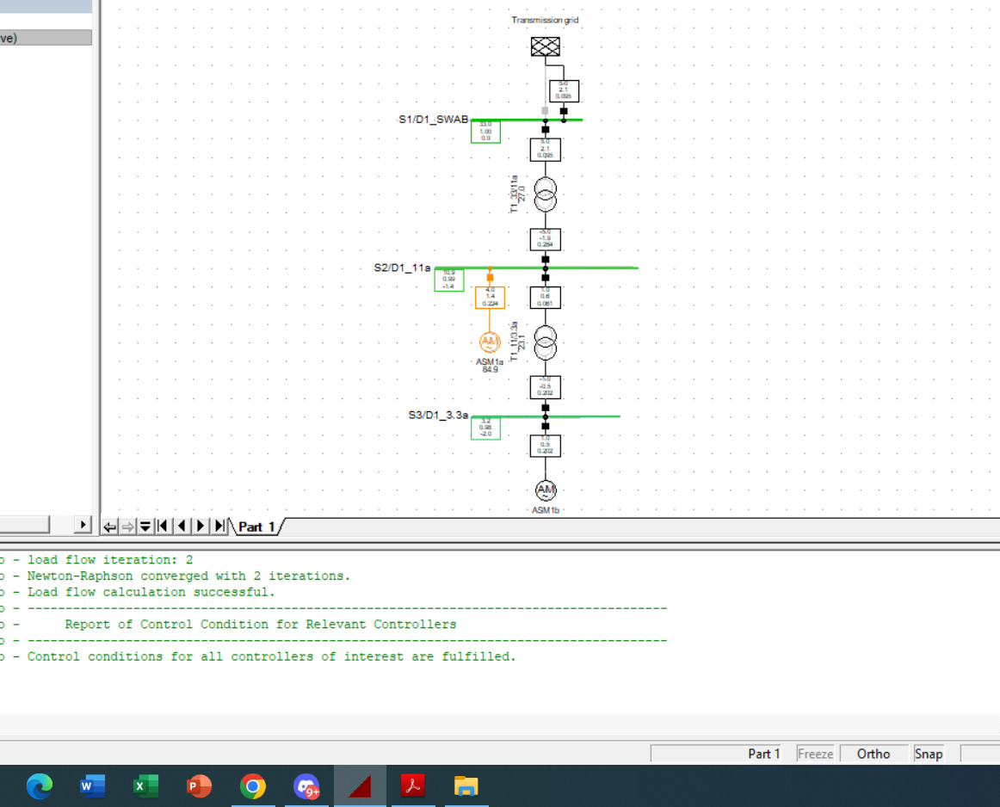 Transmission grid
ve)
5.0
2.1
0.095
S1/D1_SWAB
33.0
1.00
0.0
5.0
2.1
0.095
T1_33/11a
27.0
-5.0
-1.9
0.284
S2/D1_11a
10.9
0.99
-1.4
4.0
1.4
0.224
1.0
0.6
0.061
AM
~
ASM1a
84.9
T1_11/3.3a
23.1
-1.0
-0.5
0.202
S3/D1_3.3a
3.2
0.98
-2.0
1.0
0.5
0.202
AM
~
ASM1b
Part 1
o - load flow iteration: 2
o - Newton-Raphson converged with 2 iterations.
o - Load flow calculation successful.
o - --------------------------------------------------------------------------------
o - Report of Control Condition for Relevant Controllers
o - --------------------------------------------------------------------------------
o - Control conditions for all controllers of interest are fulfilled.
Part 1 Freeze Ortho Snap
W X P 9+